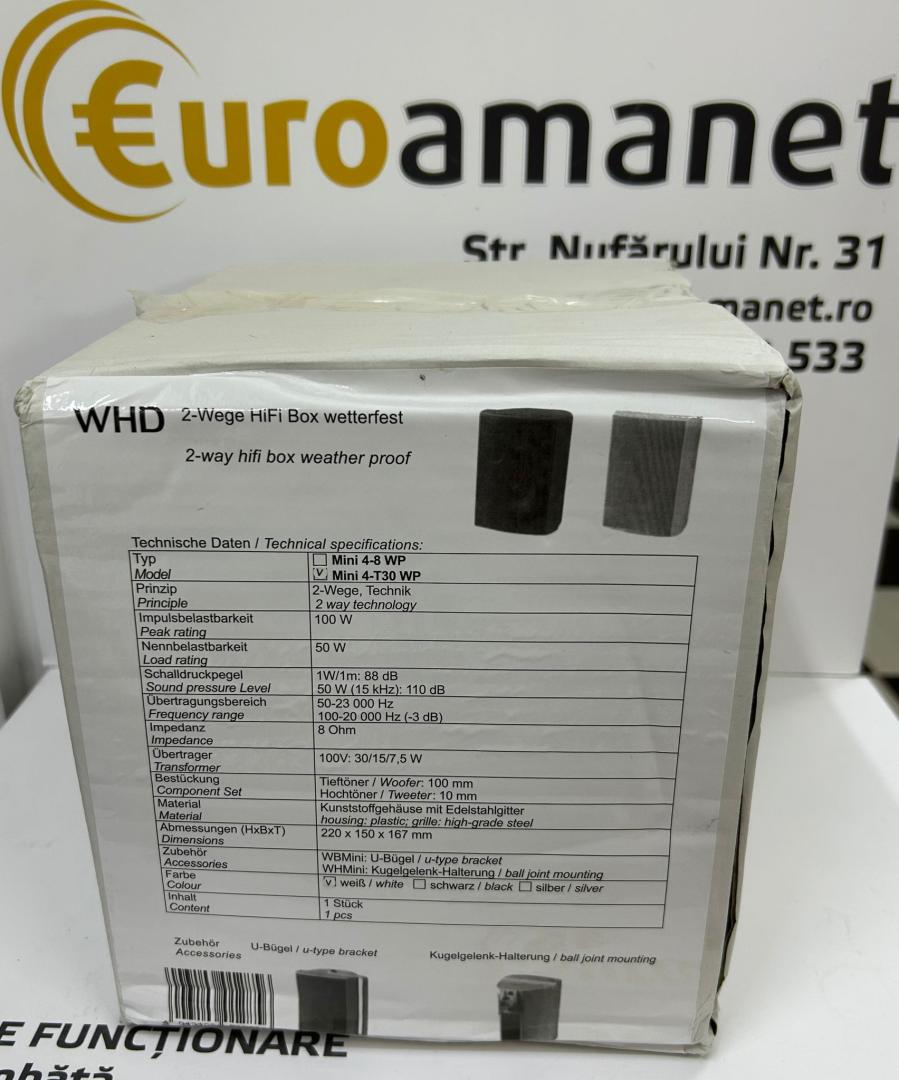 €uroamanet
Str. Nufărului Nr. 31
manet.ro
533
WHD 2-Wege HiFi Box wetterfest
2-way hifi box weather proof
Technische Daten / Technical specifications:
Typ
Model
Mini 4-8 WP
V Mini 4-T30 WP
Prinzip
Principle
2-Wege, Technik
2 way technology
Impulsbelastbarkeit
Peak rating
100 W
Nennbelastbarkeit
Load rating
50 W
Schalldruckpegel
Sound pressure Level
1W/1m: 88 dB
50 W (15 kHz): 110 dB
Übertragungsbereich
Frequency range
50-23 000 Hz
100-20 000 Hz (-3 dB)
Impedanz
Impedance
8 Ohm
Übertrager
Transformer
100V: 30/15/7,5 W
Bestückung
Component Set
Tieftöner / Woofer: 100 mm
Hochtöner / Tweeter: 10 mm
Material
Material
Kunststoffgehäuse mit Edelstahlgitter
housing: plastic; grille: high-grade steel
Abmessungen (HxBxT)
Dimensions
220 x 150 x 167 mm
Zubehör
Accessories
WBMini: U-Bügel / u-type bracket
WHMini: Kugelgelenk-Halterung / ball joint mounting
Farbe
Colour
V weiß / white schwarz / black silber / silver
Inhalt
Content
1 Stück
1 pcs
Zubehör
Accessories
U-Bügel / u-type bracket
Kugelgelenk-Halterung / ball joint mounting
E FUNCȚIONARE